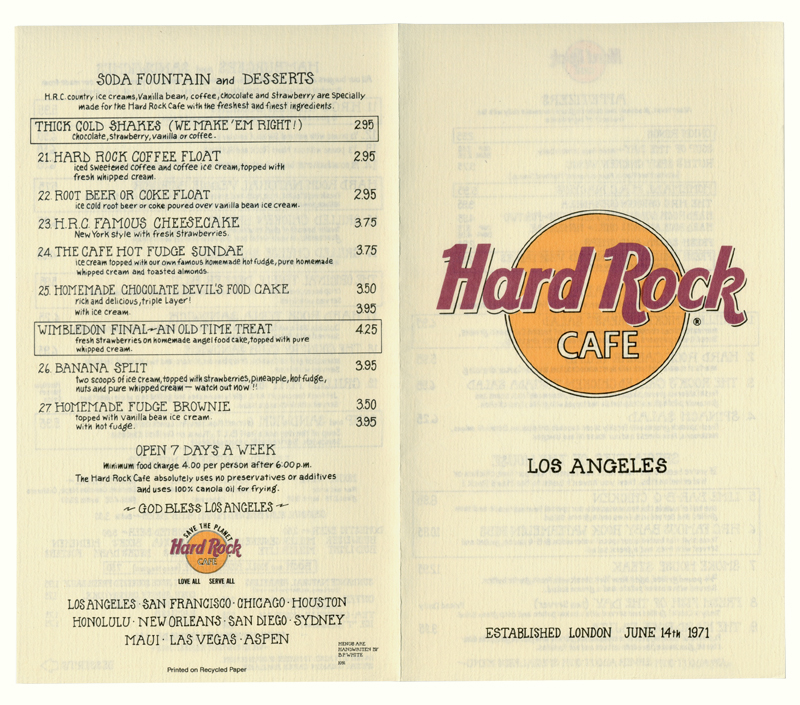 SODA FOUNTAIN and DESSERTS
H.R.C. country ice creams, Vanilla bean, coffee, chocolate and Strawberry are Specially
made for the Hard Rock Cafe with the freshest and finest ingredients.
THICK COLD SHAKES (WE MAKE 'EM RIGHT!) 2.95
chocolate, strawberry, vanilla or coffee.
21. HARD ROCK COFFEE FLOAT 2.95
iced sweetened coffee and coffee ice cream, topped with
fresh whipped cream.
22. ROOT BEER OR COKE FLOAT 2.95
ice cold root beer or coke poured over vanilla bean ice cream.
23. H.R.C. FAMOUS CHEESECAKE 3.75
New York style with fresh Strawberries.
24. THE CAFE HOT FUDGE SUNDAE 3.75
ice cream topped with our own famous homemade hot fudge, pure homemade
whipped cream and toasted almonds.
25. HOMEMADE CHOCOLATE DEVIL'S FOOD CAKE 3.50
rich and delicious, triple Layer!
with ice cream. 3.95
WIMBLEDON FINAL~AN OLD TIME TREAT 4.25
fresh strawberries on homemade angel food cake, topped with pure
whipped cream.
26. BANANA SPLIT 3.95
two scoops of ice cream, topped with strawberries, pineapple, hot fudge,
nuts and pure whipped cream — watch out now!!
27 HOMEMADE FUDGE BROWNIE 3.50
topped with vanilla bean ice cream.
with hot fudge. 3.95
OPEN 7 DAYS A WEEK
Minimum food charge 4.00 per person after 6:00 p.m.
The Hard Rock Cafe absolutely uses no preservatives or additives
and uses 100% canola oil for frying.
~ GOD BLESS LOS ANGELES ~
SAVE THE PLANET
Hard Rock
CAFE
LOVE ALL SERVE ALL
LOS ANGELES · SAN FRANCISCO · CHICAGO · HOUSTON
HONOLULU · NEW ORLEANS · SAN DIEGO · SYDNEY
MAUI · LAS VEGAS · ASPEN
MENUS ARE
HANDWRITTEN BY
B.P. WHITE
Printed on Recycled Paper
Hard Rock
CAFE
®
LOS ANGELES
ESTABLISHED LONDON JUNE 14th 1971